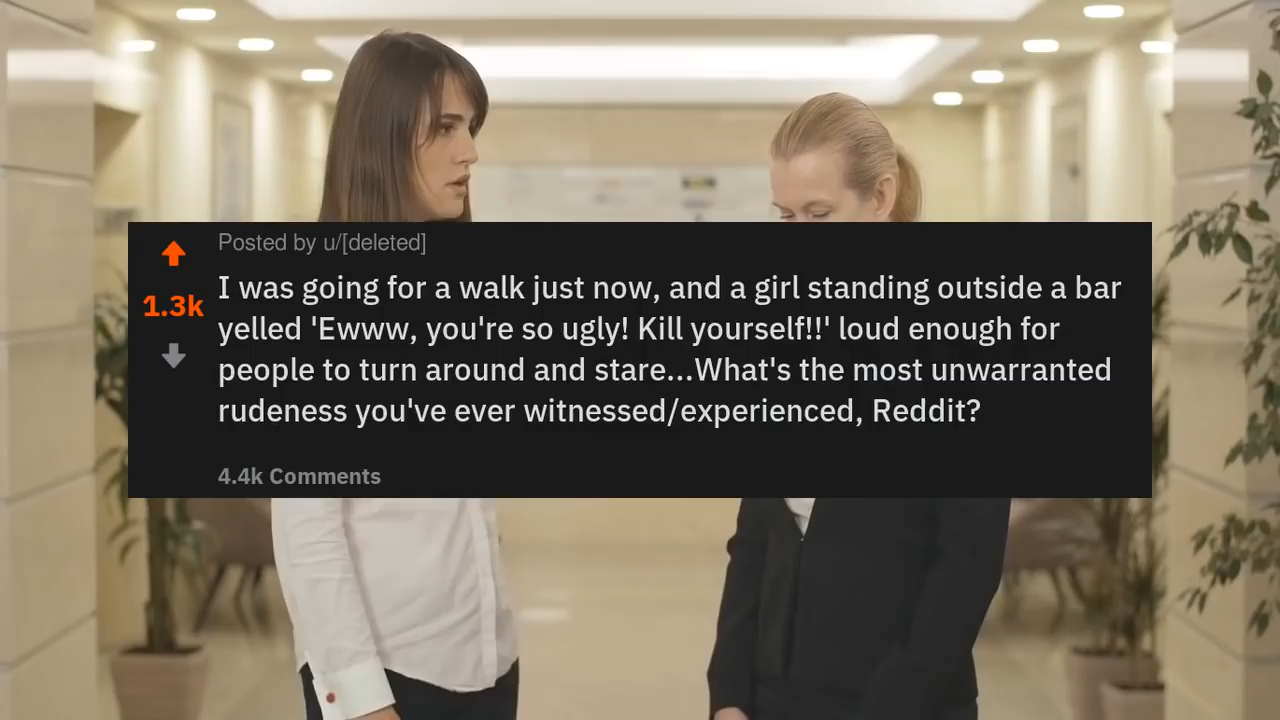 Posted by u/[deleted]
1.3k
I was going for a walk just now, and a girl standing outside a bar
yelled 'Ewww, you're so ugly! Kill yourself!!' loud enough for
people to turn around and stare...What's the most unwarranted
rudeness you've ever witnessed/experienced, Reddit?
4.4k Comments